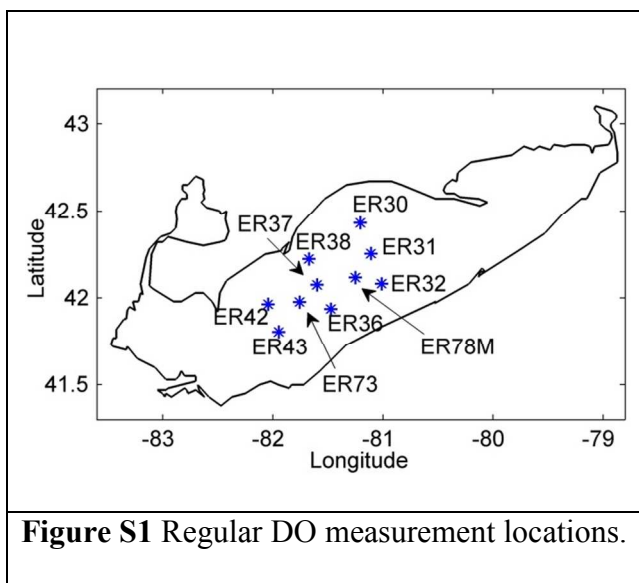 43
42.5
42
41.5
Latitude
ER30
ER37
ER38
ER31
ER32
ER42
ER36
ER43
ER78M
ER73
-83 -82 -81 -80 -79
Longitude
Figure S1 Regular DO measurement locations.